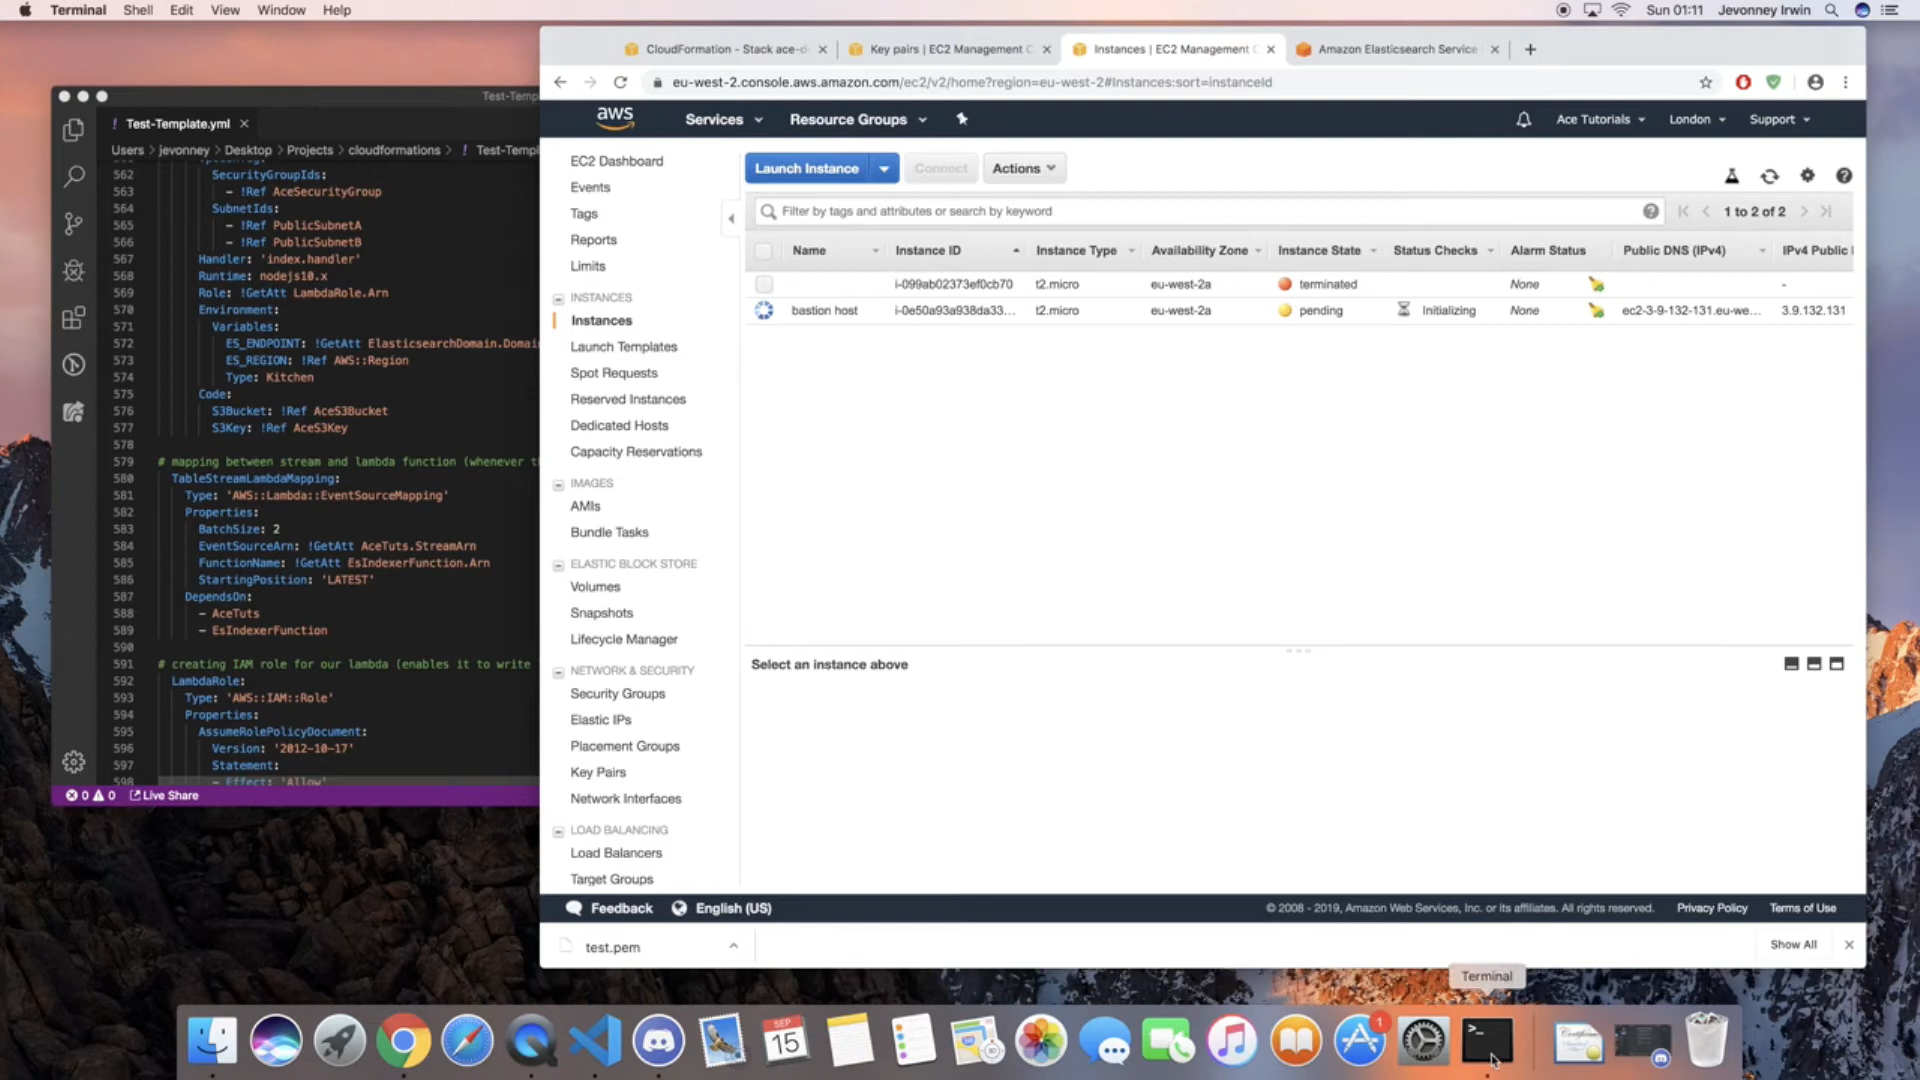 Terminal Shell Edit View Window Help
Sun 01:11 Jevonney Irwin
CloudFormation - Stack ace-d
Key pairs | EC2 Management C
Instances | EC2 Management C
Amazon Elasticsearch Service
eu-west-2.console.aws.amazon.com/ec2/v2/home?region=eu-west-2#Instances:sort=instanceId
Test-Temp
Test-Template.yml
Users > jevonney > Desktop > Projects > cloudformations > ! Test-Templ
562 SecurityGroupIds:
563 - !Ref AceSecurityGroup
564 SubnetIds:
565 - !Ref PublicSubnetA
566 - !Ref PublicSubnetB
567 Handler: 'index.handler'
568 Runtime: nodejs10.x
569 Role: !GetAtt LambdaRole.Arn
570 Environment:
571 Variables:
572 ES_ENDPOINT: !GetAtt ElasticsearchDomain.Domai
573 ES_REGION: !Ref AWS::Region
574 Type: Kitchen
575 Code:
576 S3Bucket: !Ref AceS3Bucket
577 S3Key: !Ref AceS3Key
578
579 # mapping between stream and lambda function (whenever t
580 TableStreamLambdaMapping:
581 Type: 'AWS::Lambda::EventSourceMapping'
582 Properties:
583 BatchSize: 2
584 EventSourceArn: !GetAtt AceTuts.StreamArn
585 FunctionName: !GetAtt EsIndexerFunction.Arn
586 StartingPosition: 'LATEST'
587 DependsOn:
588 - AceTuts
589 - EsIndexerFunction
590
591 # creating IAM role for our lambda (enables it to write
592 LambdaRole:
593 Type: 'AWS::IAM::Role'
594 Properties:
595 AssumeRolePolicyDocument:
596 Version: '2012-10-17'
597 Statement:
598 - Effect: 'Allow'
0 0 Live Share
aws Services Resource Groups Ace Tutorials London Support
EC2 Dashboard
Events
Tags
Reports
Limits
INSTANCES
Instances
Launch Templates
Spot Requests
Reserved Instances
Dedicated Hosts
Capacity Reservations
IMAGES
AMIs
Bundle Tasks
ELASTIC BLOCK STORE
Volumes
Snapshots
Lifecycle Manager
NETWORK & SECURITY
Security Groups
Elastic IPs
Placement Groups
Key Pairs
Network Interfaces
LOAD BALANCING
Load Balancers
Target Groups
Launch Instance Connect Actions
Filter by tags and attributes or search by keyword
1 to 2 of 2
Name Instance ID Instance Type Availability Zone Instance State Status Checks Alarm Status Public DNS (IPv4) IPv4 Public
i-099ab02373ef0cb70 t2.micro eu-west-2a terminated None -
bastion host i-0e50a93a938da33... t2.micro eu-west-2a pending Initializing None ec2-3-9-132-131.eu-we... 3.9.132.131
Select an instance above
Feedback English (US)
© 2008 - 2019, Amazon Web Services, Inc. or its affiliates. All rights reserved. Privacy Policy Terms of Use
test.pem
Show All
Terminal
SEP
15
1